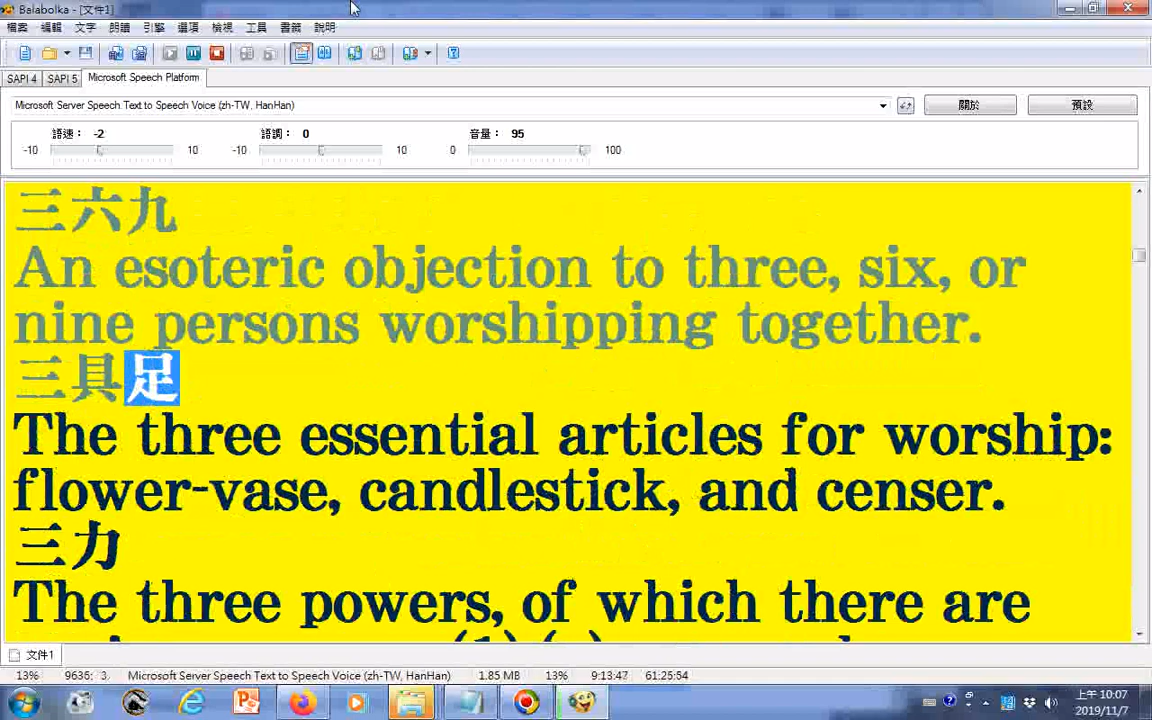 Balabolka - [文件1]
檔案 編輯 文字 朗讀 引擎 選項 檢視 工具 書籤 說明
SAPI 4 SAPI 5 Microsoft Speech Platform
Microsoft Server Speech Text to Speech Voice (zh-TW, HanHan) 關於 預設
語速： -2 語調： 0 音量： 95
-10 10 -10 10 0 100
三六九
An esoteric objection to three, six, or
nine persons worshipping together.
三具足
The three essential articles for worship:
flower-vase, candlestick, and censer.
三力
The three powers, of which there are
文件1
13% 9635: 3 Microsoft Server Speech Text to Speech Voice (zh-TW, HanHan) 1.85 MB 13% 9:13:47 61:25:54
上午 10:07
2019/11/7